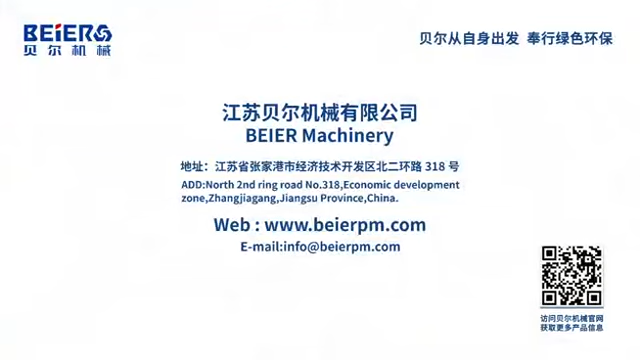 BEiER
贝尔机械
贝尔从自身出发 奉行绿色环保
江苏贝尔机械有限公司
BEIER Machinery
地址：江苏省张家港市经济技术开发区北二环路 318 号
ADD:North 2nd ring road No.318,Economic development
zone,Zhangjiagang,Jiangsu Province,China.
Web : www.beierpm.com
E-mail:info@beierpm.com
访问贝尔机械官网
获取更多产品信息